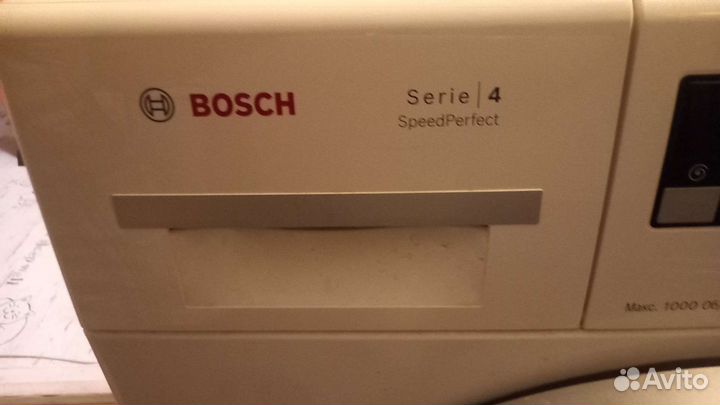 BOSCH
Serie | 4
SpeedPerfect
Макс. 1000 об
Avito